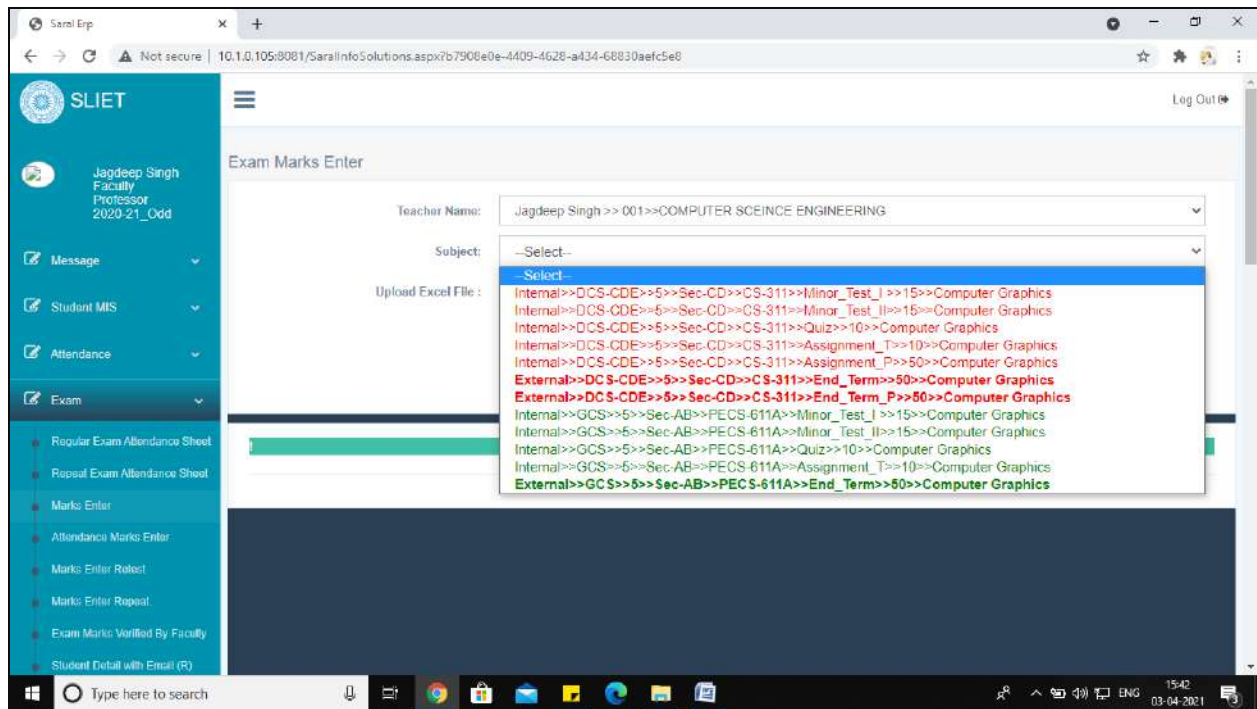 Saral Erp
Not secure | 10.1.0.105:8081/SaralInfoSolutions.aspx?b7908e0e-4409-4628-a434-68830aefc5e8
SLIET
Log Out
Jagdeep Singh
Faculty
Professor
2020-21_Odd
Message
Student MIS
Attendance
Exam
Regular Exam Attendance Sheet
Repeat Exam Attendance Sheet
Marks Enter
Attendance Marks Enter
Marks Enter Retest
Marks Enter Repeat
Exam Marks Verified By Faculty
Student Detail with Email (R)
Exam Marks Enter
Teacher Name:
Jagdeep Singh >> 001>>COMPUTER SCEINCE ENGINEERING
Subject:
--Select--
Upload Excel File :
--Select--
Internal>>DCS-CDE>>5>>Sec-CD>>CS-311>>Minor_Test_I >>15>>Computer Graphics
Internal>>DCS-CDE>>5>>Sec-CD>>CS-311>>Minor_Test_II>>15>>Computer Graphics
Internal>>DCS-CDE>>5>>Sec-CD>>CS-311>>Quiz>>10>>Computer Graphics
Internal>>DCS-CDE>>5>>Sec-CD>>CS-311>>Assignment_T>>10>>Computer Graphics
Internal>>DCS-CDE>>5>>Sec-CD>>CS-311>>Assignment_P>>50>>Computer Graphics
External>>DCS-CDE>>5>>Sec-CD>>CS-311>>End_Term>>50>>Computer Graphics
External>>DCS-CDE>>5>>Sec-CD>>CS-311>>End_Term_P>>50>>Computer Graphics
Internal>>GCS>>5>>Sec-AB>>PECS-611A>>Minor_Test_I >>15>>Computer Graphics
Internal>>GCS>>5>>Sec-AB>>PECS-611A>>Minor_Test_II>>15>>Computer Graphics
Internal>>GCS>>5>>Sec-AB>>PECS-611A>>Quiz>>10>>Computer Graphics
Internal>>GCS>>5>>Sec-AB>>PECS-611A>>Assignment_T>>10>>Computer Graphics
External>>GCS>>5>>Sec-AB>>PECS-611A>>End_Term>>50>>Computer Graphics
Type here to search
ENG
15:42
03-04-2021